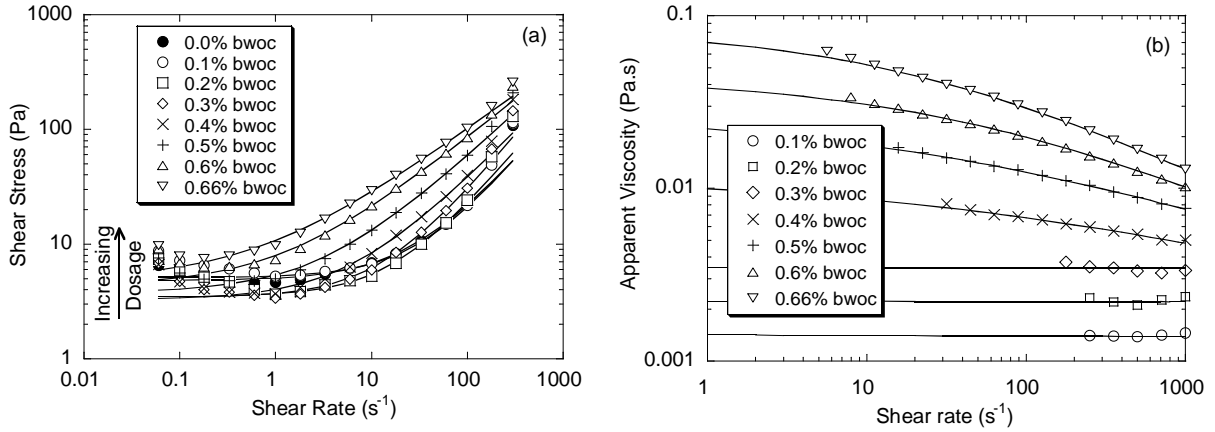 (a)
Shear Stress (Pa)
1000
100
10
1
0.0% bwoc
0.1% bwoc
0.2% bwoc
0.3% bwoc
0.4% bwoc
0.5% bwoc
0.6% bwoc
0.66% bwoc
Increasing
Dosage
0.01
0.1
1
10
100
1000
Shear Rate (s⁻¹)
(b)
Apparent Viscosity (Pa.s)
0.1
0.01
0.001
0.1% bwoc
0.2% bwoc
0.3% bwoc
0.4% bwoc
0.5% bwoc
0.6% bwoc
0.66% bwoc
1
10
100
1000
Shear rate (s⁻¹)